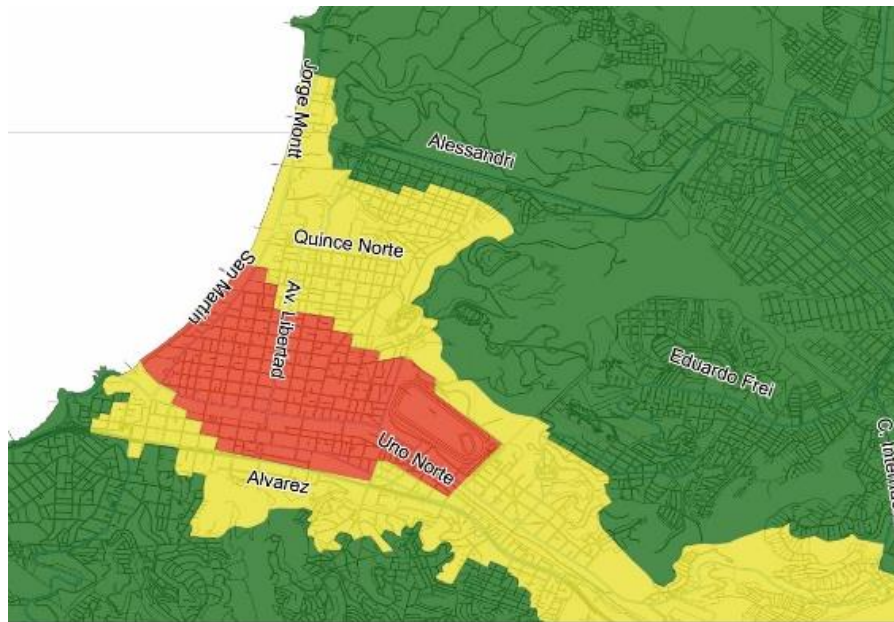 Jorge Montt
Alessandri
Quince Norte
San Martín
Av. Libertad
Eduardo Frei
Uno Norte
Alvarez